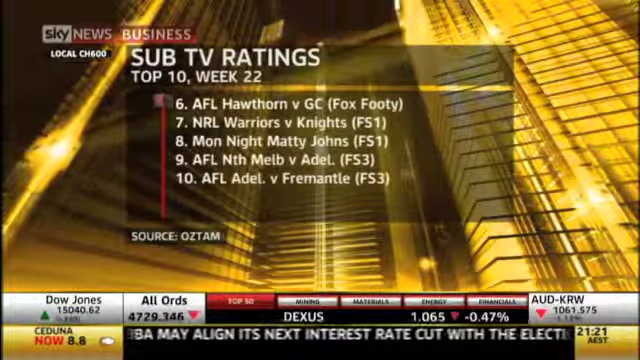 sky NEWS BUSINESS
LOCAL CH600
SUB TV RATINGS
TOP 10, WEEK 22
6. AFL Hawthorn v GC (Fox Footy)
7. NRL Warriors v Knights (FS1)
8. Mon Night Matty Johns (FS1)
9. AFL Nth Melb v Adel. (FS3)
10. AFL Adel. v Fremantle (FS3)
SOURCE: OZTAM
Dow Jones
15040.62
All Ords
4729.346
TOP 50 MINING MATERIALS ENERGY FINANCIALS
DEXUS 1.065 -0.47%
AUD-KRW
1061.575
CEDUNA
NOW 8.8
BA MAY ALIGN ITS NEXT INTEREST RATE CUT WITH THE ELECTI
21:21
AEST